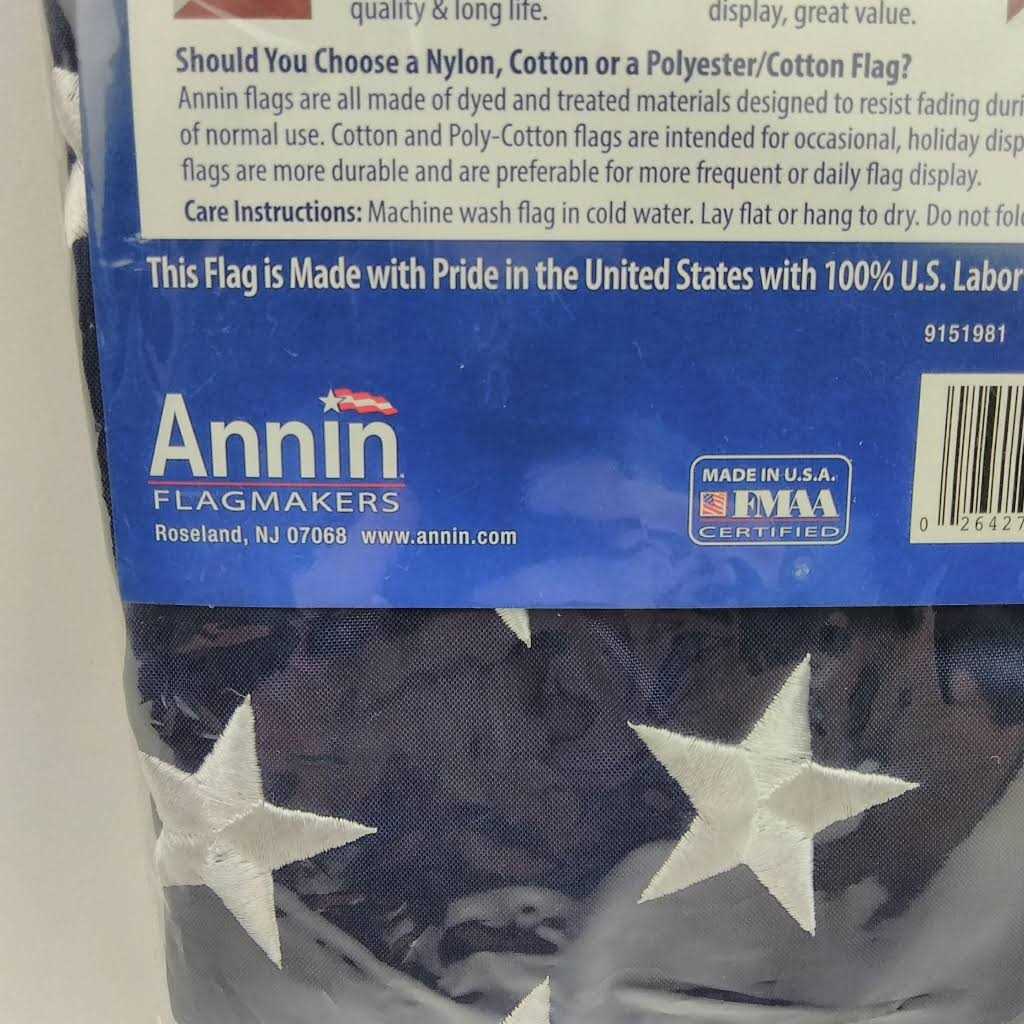 quality & long life.
display, great value.
Should You Choose a Nylon, Cotton or a Polyester/Cotton Flag?
Annin flags are all made of dyed and treated materials designed to resist fading
of normal use. Cotton and Poly-Cotton flags are intended for occasional, holiday
flags are more durable and are preferable for more frequent or daily flag display.
Care Instructions: Machine wash flag in cold water. Lay flat or hang to dry. Do not
This Flag is Made with Pride in the United States with 100% U.S. Labor
9151981
Annin
FLAGMAKERS
Roseland, NJ 07068 www.annin.com
MADE IN U.S.A.
FMAA
CERTIFIED
0 26427